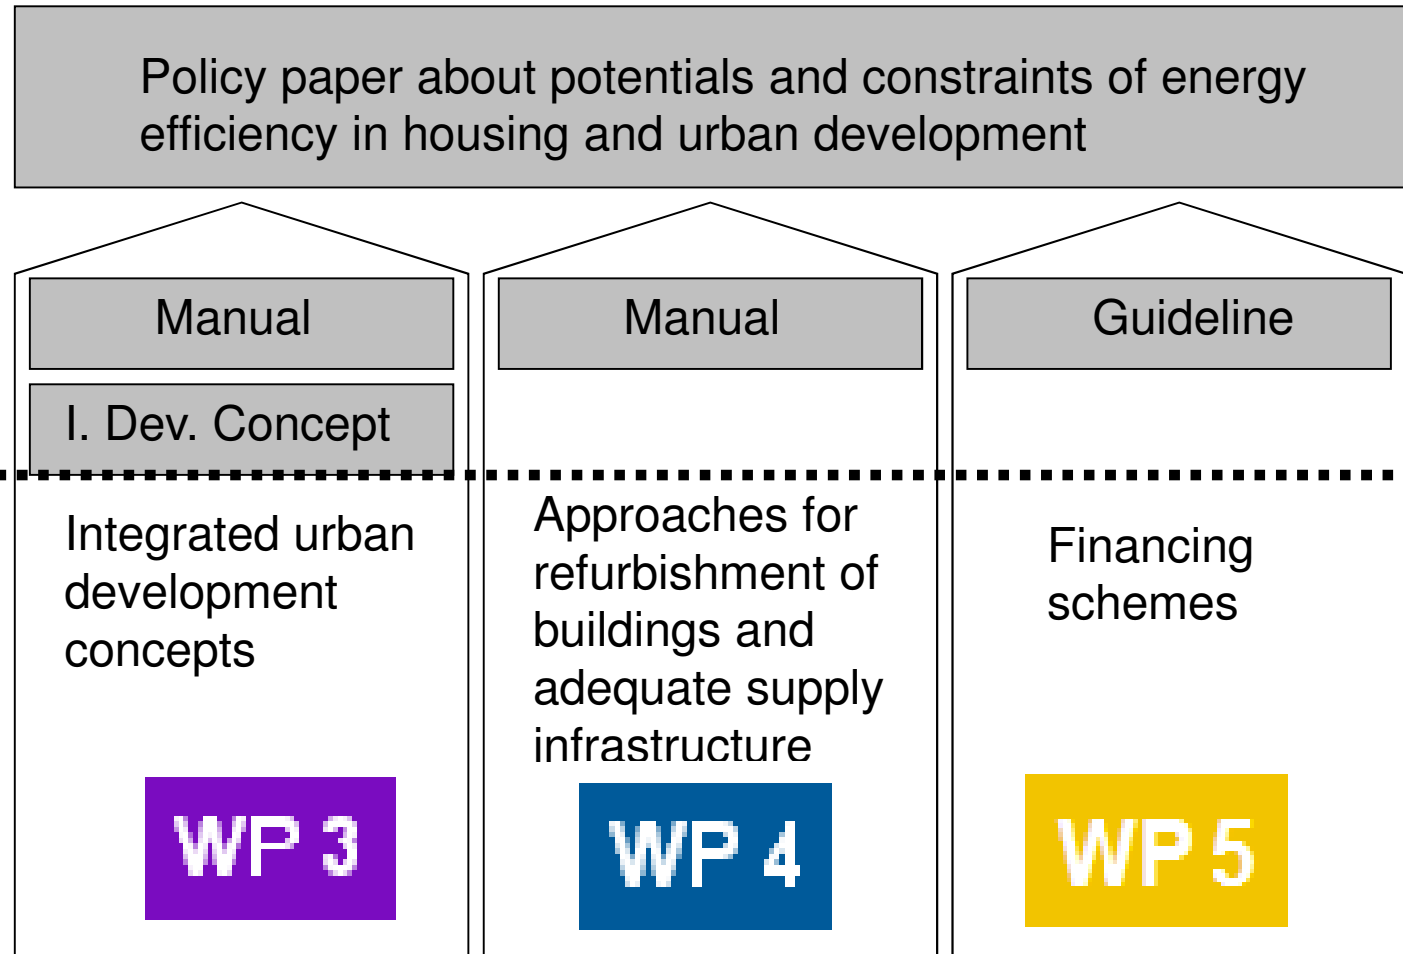 Policy paper about potentials and constraints of energy
efficiency in housing and urban development
Manual
I. Dev. Concept
Integrated urban
development
concepts
WP 3
Manual
Approaches for
refurbishment of
buildings and
adequate supply
infrastructure
WP 4
Guideline
Financing
schemes
WP 5